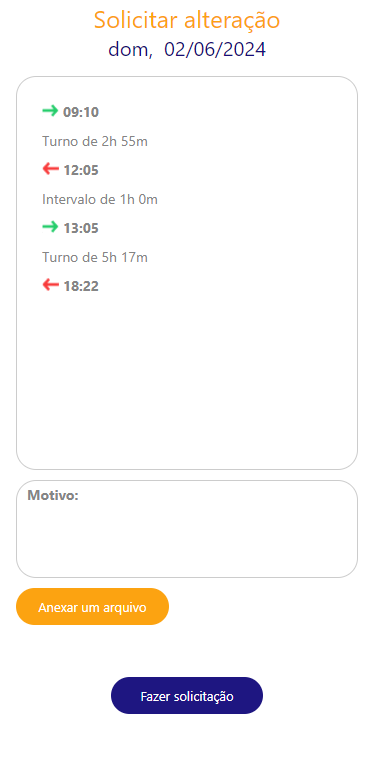 Solicitar alteração
dom, 02/06/2024
09:10
Turno de 2h 55m
12:05
Intervalo de 1h 0m
13:05
Turno de 5h 17m
18:22
Motivo:
Anexar um arquivo
Fazer solicitação